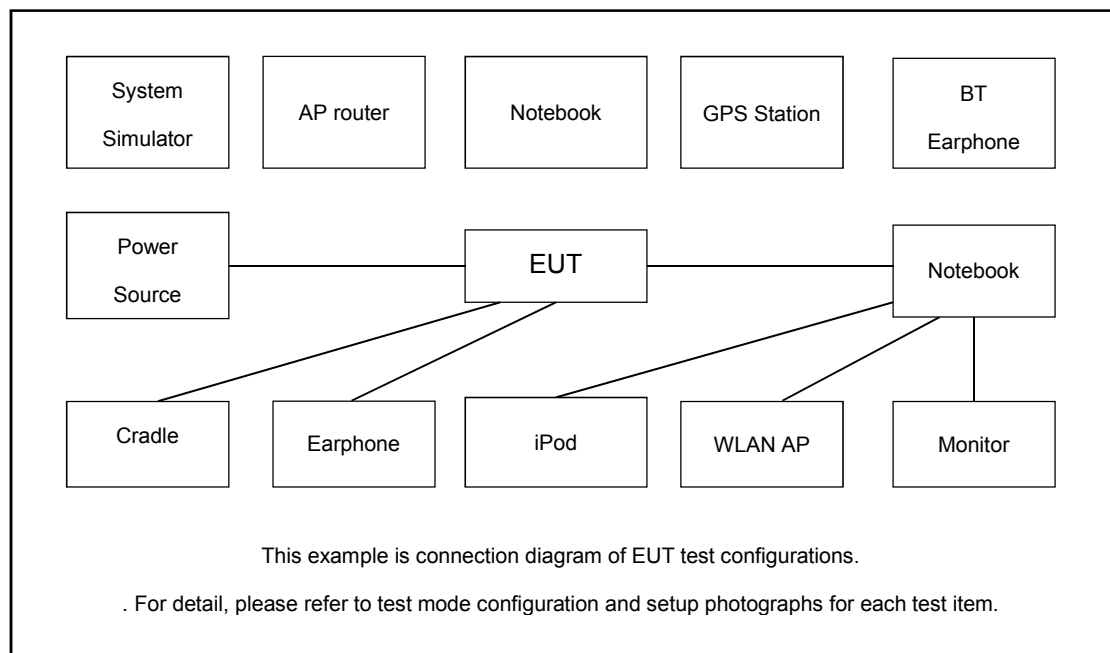 System
Simulator
AP router
Notebook
GPS Station
BT
Earphone
Power
Source
EUT
Notebook
Cradle
Earphone
iPod
WLAN AP
Monitor
This example is connection diagram of EUT test configurations.
. For detail, please refer to test mode configuration and setup photographs for each test item.